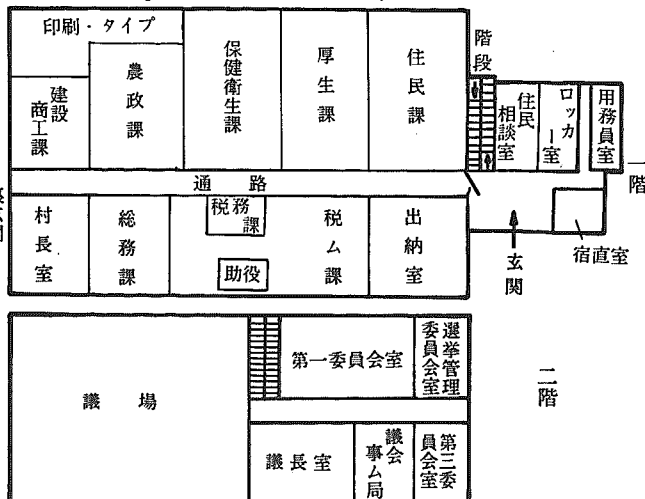 印刷・タイプ
建設
商工課
農政課
保健衛生課
厚生課
住民課
階段
住民
相談室
ロッカー室
用務員室
一階
通路
村長室
総務課
税務課
助役
税ム課
出納室
玄関
宿直室
議場
第一委員会室
選挙管理
委員会室
二階
議長室
議会
事ム局
第三委
員会室